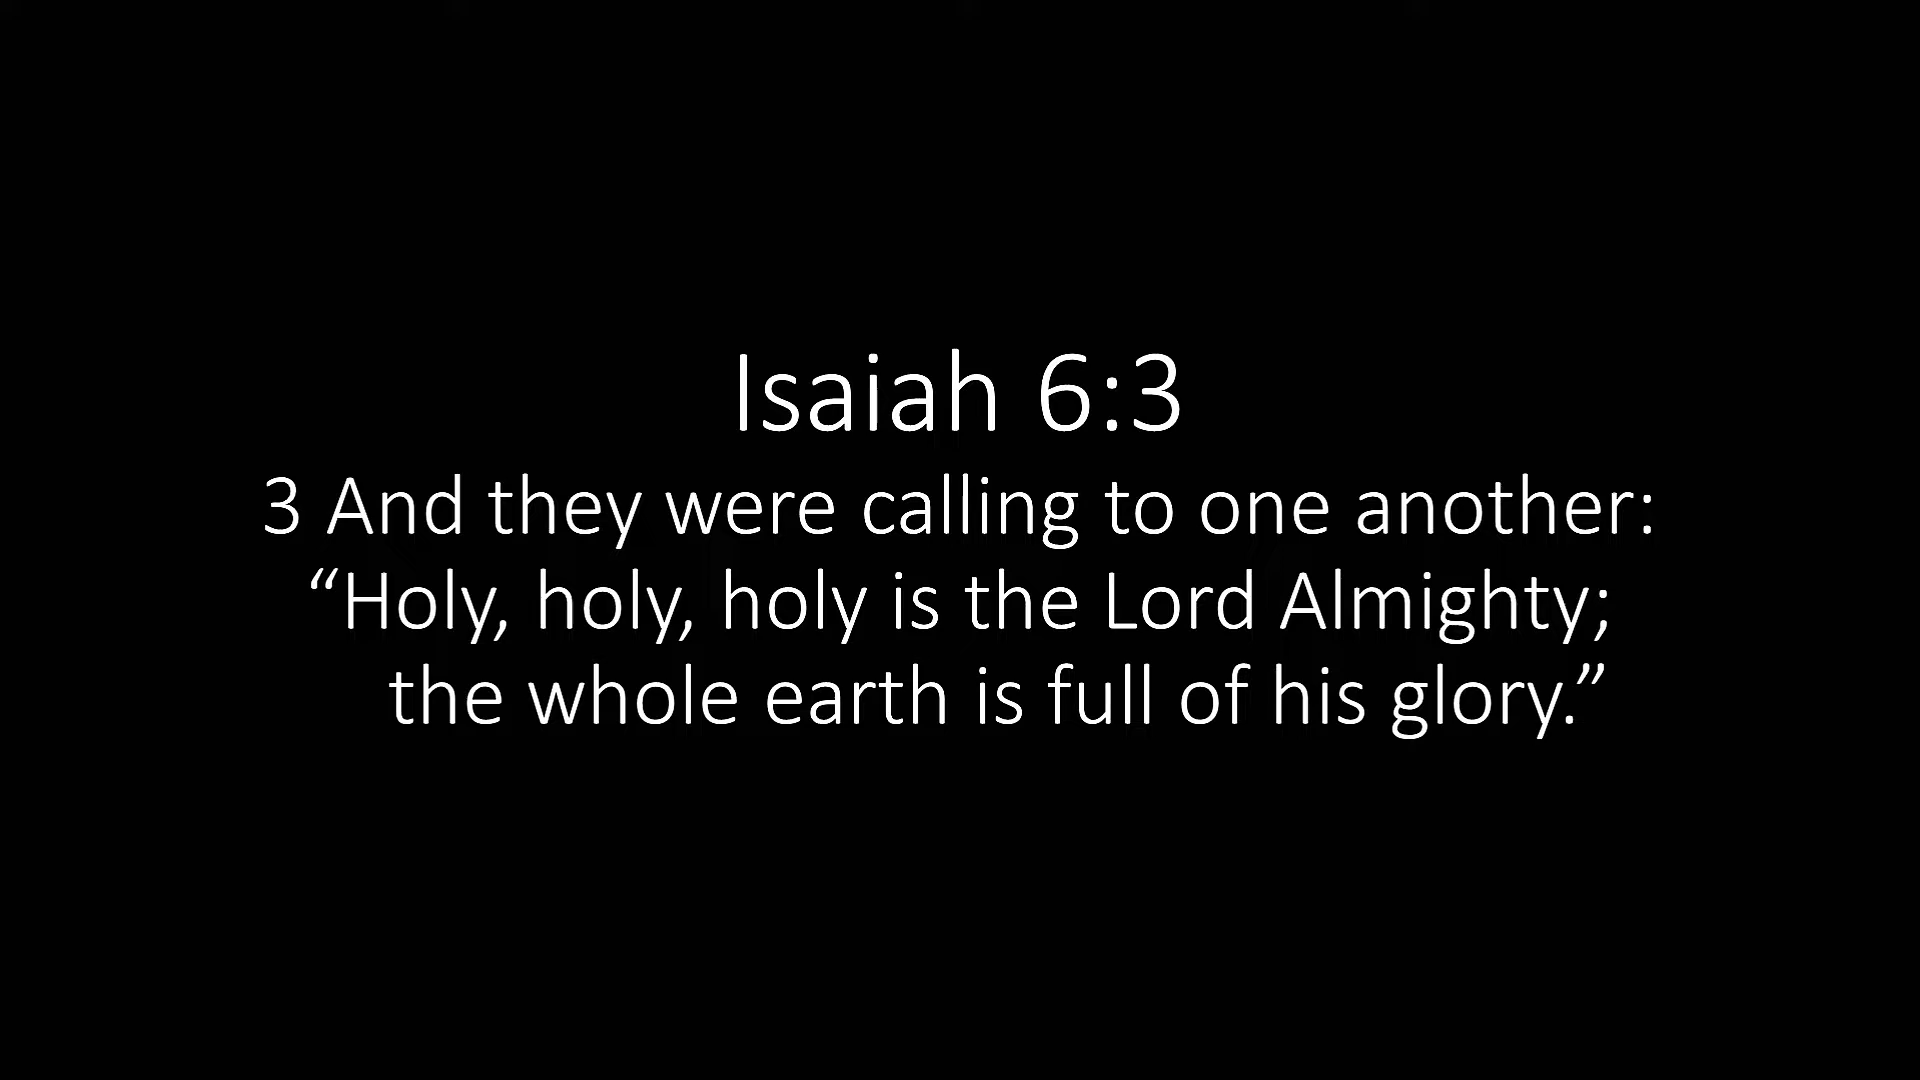 Isaiah 6:3
3 And they were calling to one another:
“Holy, holy, holy is the Lord Almighty;
the whole earth is full of his glory.”